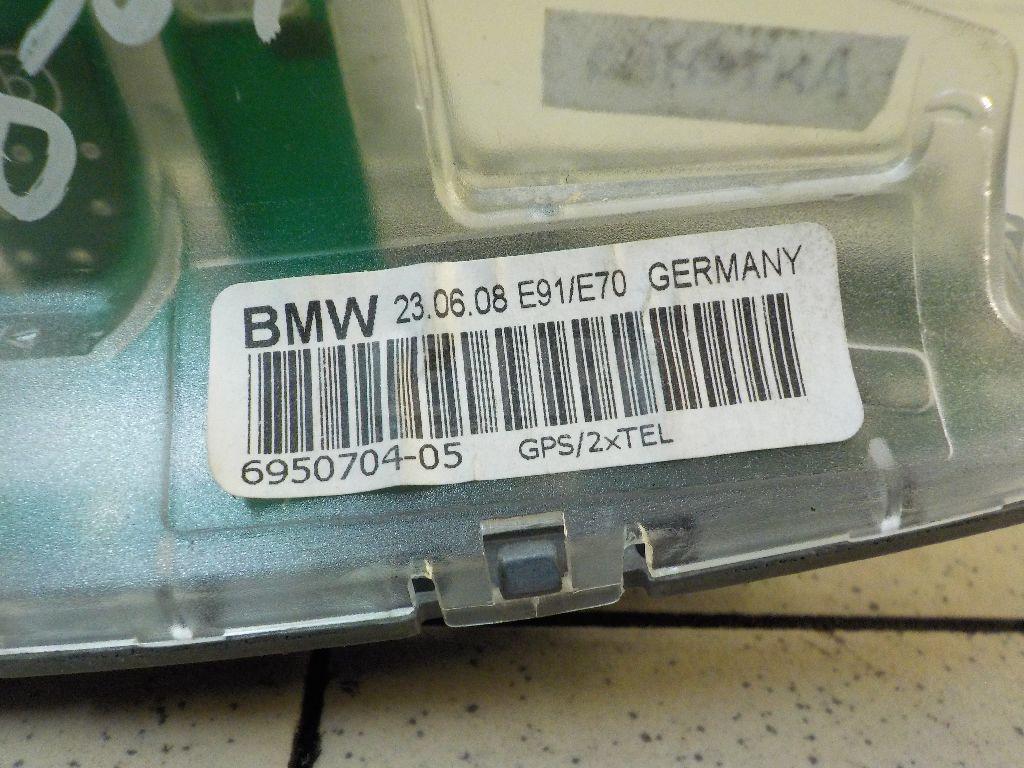 BMW 23.06.08 E91/E70 GERMANY
6950704-05 GPS/2xTEL